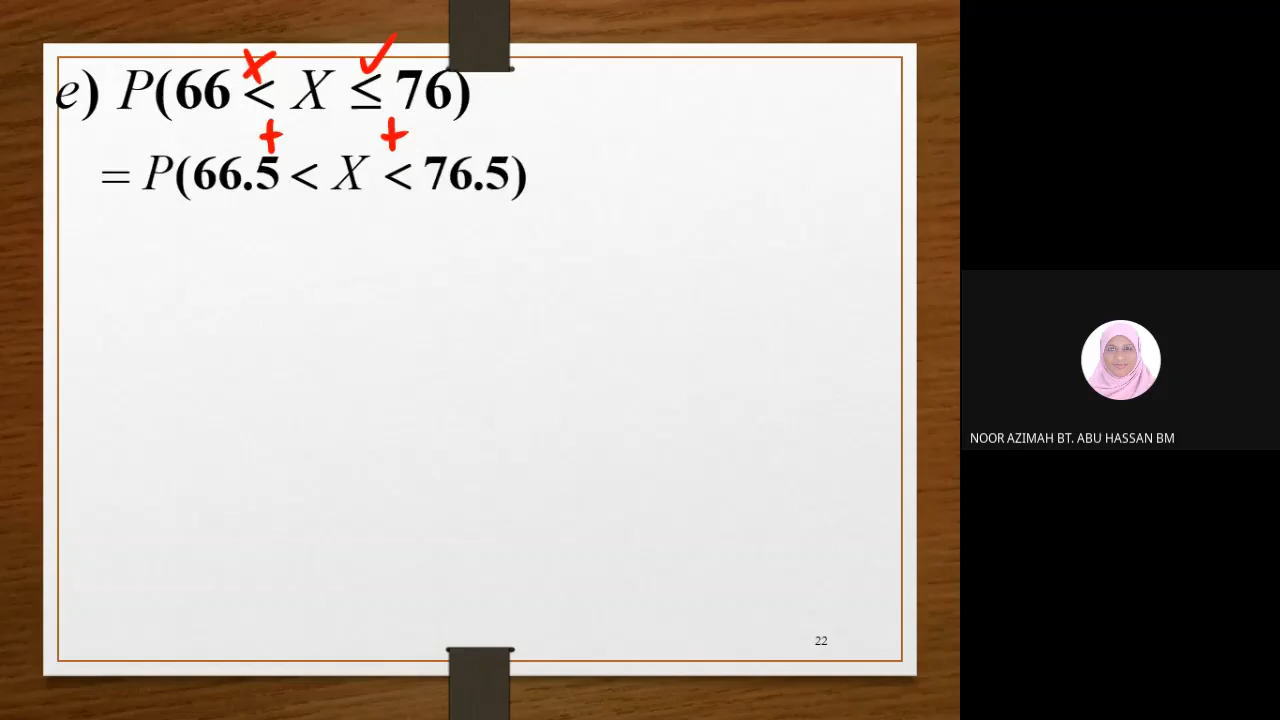 e) P(66 < X ≤ 76)
= P(66.5 < X < 76.5)
22
NOOR AZIMAH BT. ABU HASSAN BM